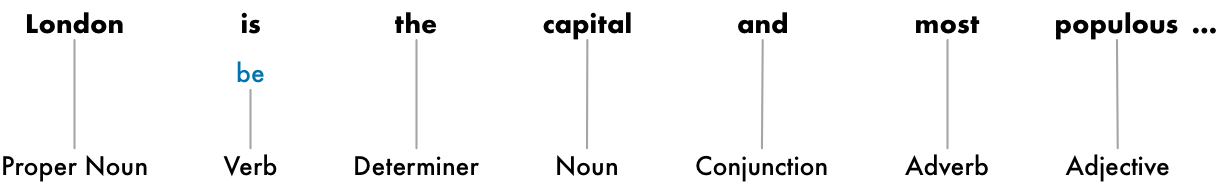 London is the capital and most populous ...
be
Proper Noun Verb Determiner Noun Conjunction Adverb Adjective